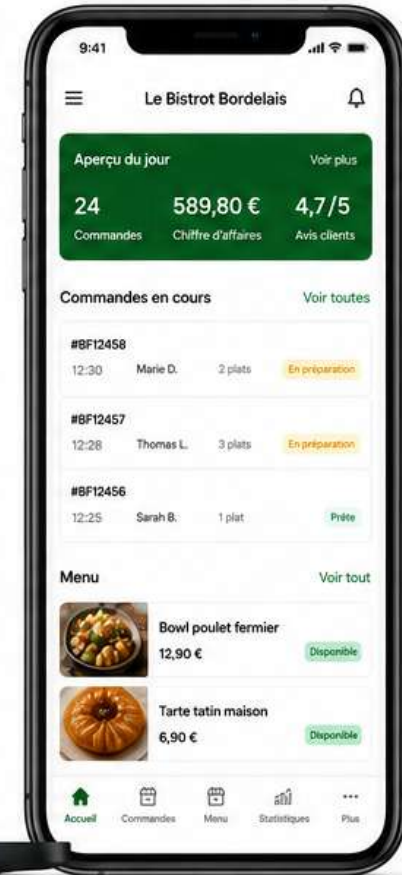 9:41
Le Bistrot Bordelais
Aperçu du jour Voir plus
24 589,80 € 4,7/5
Commandes Chiffre d'affaires Avis clients
Commandes en cours Voir toutes
#BF12458
12:30 Marie D. 2 plats En préparation
#BF12457
12:28 Thomas L. 3 plats En préparation
#BF12456
12:25 Sarah B. 1 plat Prête
Menu Voir tout
Bowl poulet fermier
12,90 € Disponible
Tarte tatin maison
6,90 € Disponible
Accueil Commandes Menu Statistiques Plus